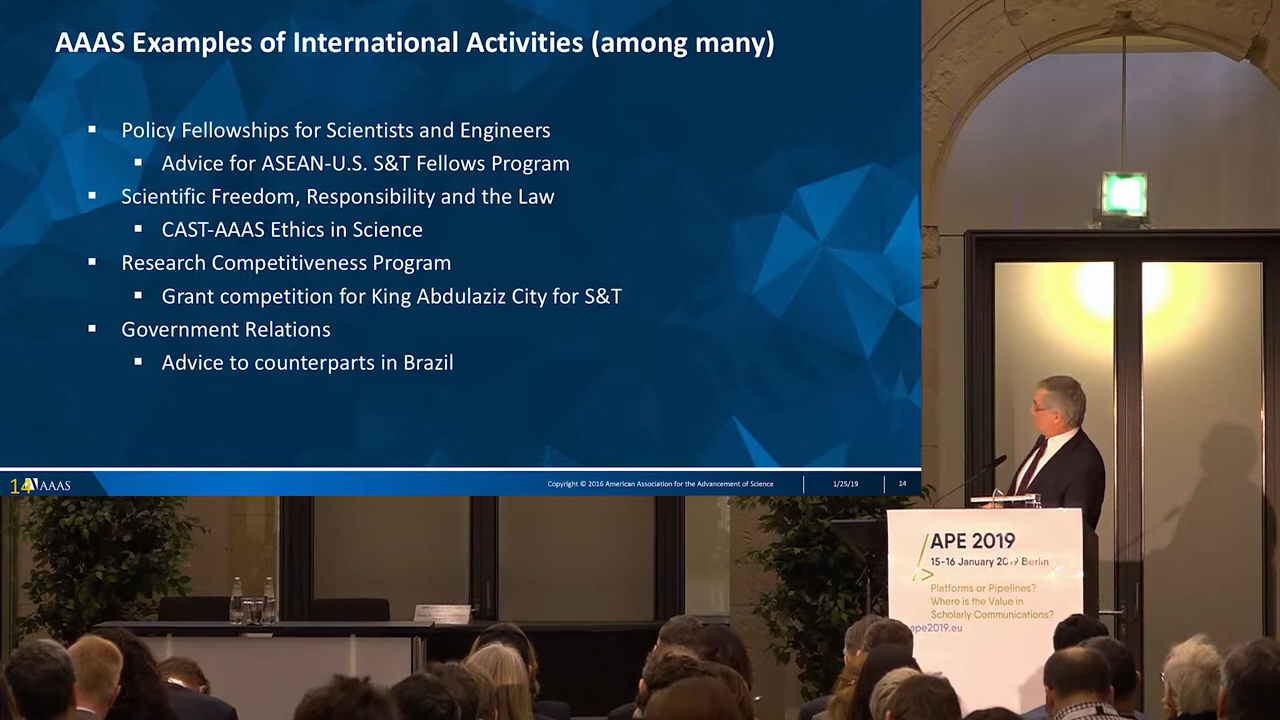 AAAS Examples of International Activities (among many)
▪ Policy Fellowships for Scientists and Engineers
▪ Advice for ASEAN-U.S. S&T Fellows Program
▪ Scientific Freedom, Responsibility and the Law
▪ CAST-AAAS Ethics in Science
▪ Research Competitiveness Program
▪ Grant competition for King Abdulaziz City for S&T
▪ Government Relations
▪ Advice to counterparts in Brazil
14 AAAS
Copyright © 2016 American Association for the Advancement of Science
1/25/19
14
APE 2019
15-16 January 2019 Berlin
Platforms or Pipelines?
Where is the Value in
Scholarly Communications?
ape2019.eu